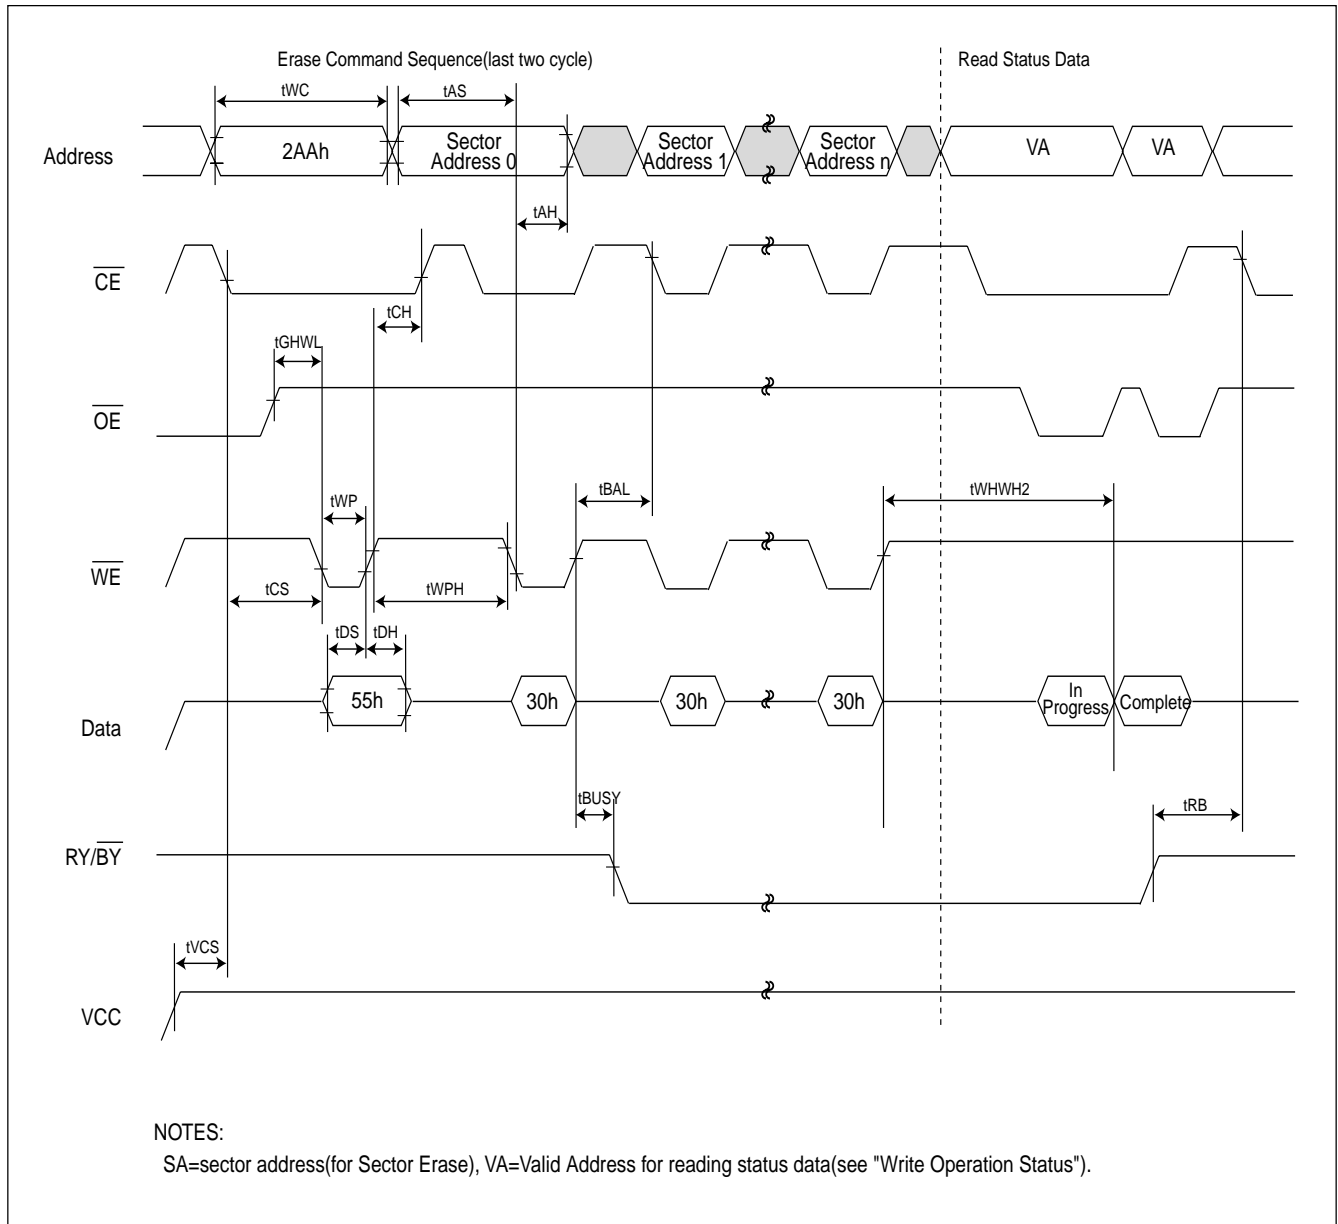 Erase Command Sequence(last two cycle)
Read Status Data
tWC
tAS
Address
2AAh
Sector
Address 0
Sector
Address 1
Sector
Address n
VA
VA
tAH
CE
tCH
tGHWL
OE
tBAL
tWHWH2
tWP
WE
tCS
tWPH
tDS
tDH
Data
55h
30h
30h
30h
In
Progress
Complete
tBUSY
tRB
RY/BY
tVCS
VCC
NOTES:
SA=sector address(for Sector Erase), VA=Valid Address for reading status data(see "Write Operation Status").